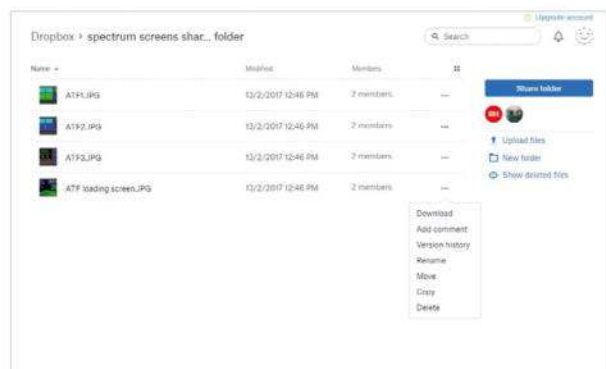 Upgrade account
Dropbox › spectrum screens shar... folder
Search
Name
Modified
Members
Share folder
ATF1.JPG
13/2/2017 12:46 PM
2 members
...
ATF2.JPG
13/2/2017 12:46 PM
2 members
...
ATF3.JPG
13/2/2017 12:46 PM
2 members
...
ATF loading screen.JPG
13/2/2017 12:46 PM
2 members
...
Upload files
New folder
Show deleted files
Download
Add comment
Version history
Rename
Move
Copy
Delete